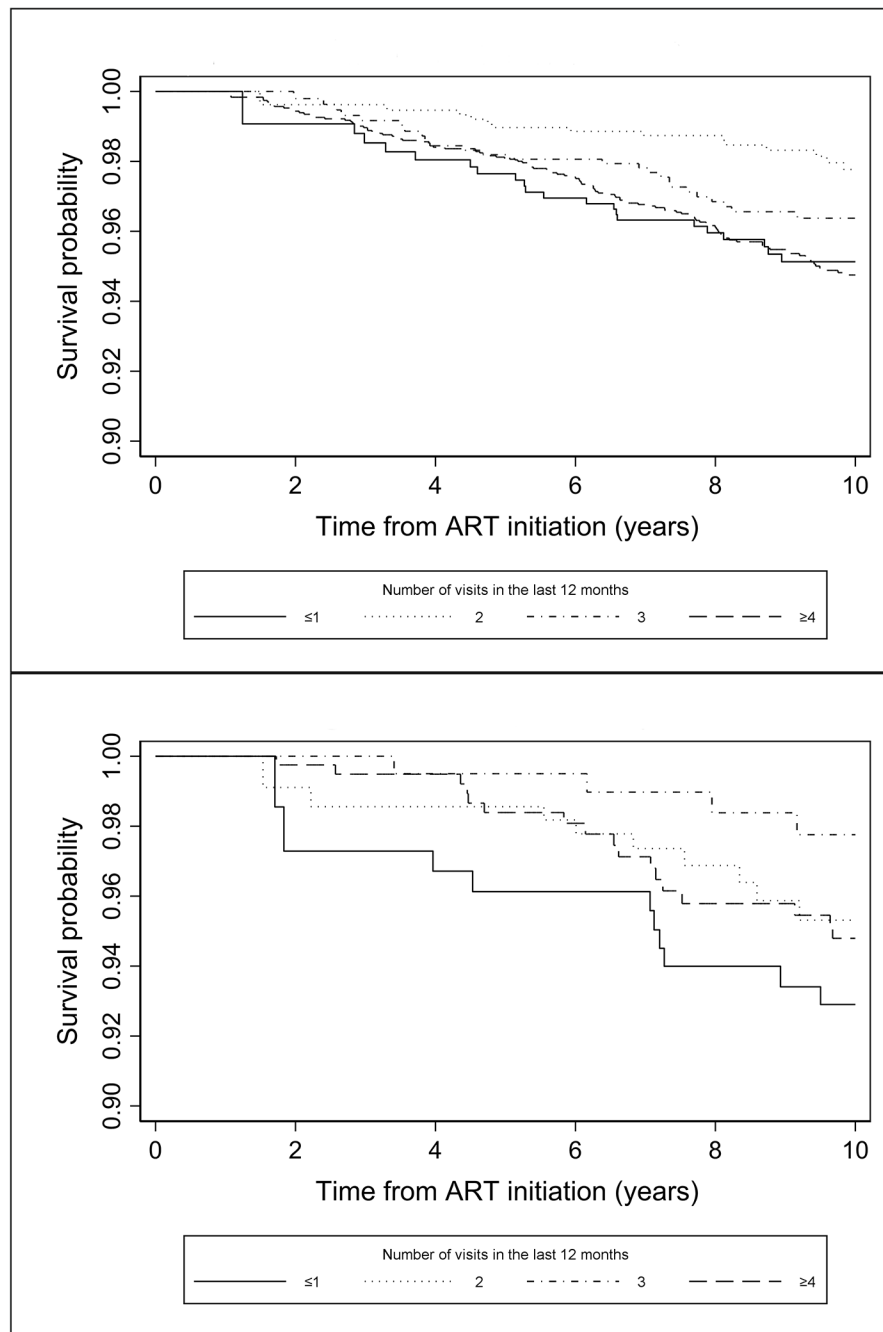 Survival probability
1.00
0.98
0.96
0.94
0.92
0.90
0 2 4 6 8 10
Time from ART initiation (years)
Number of visits in the last 12 months
≤1 2 3 ≥4
Survival probability
1.00
0.98
0.96
0.94
0.92
0.90
0 2 4 6 8 10
Time from ART initiation (years)
Number of visits in the last 12 months
≤1 2 3 ≥4